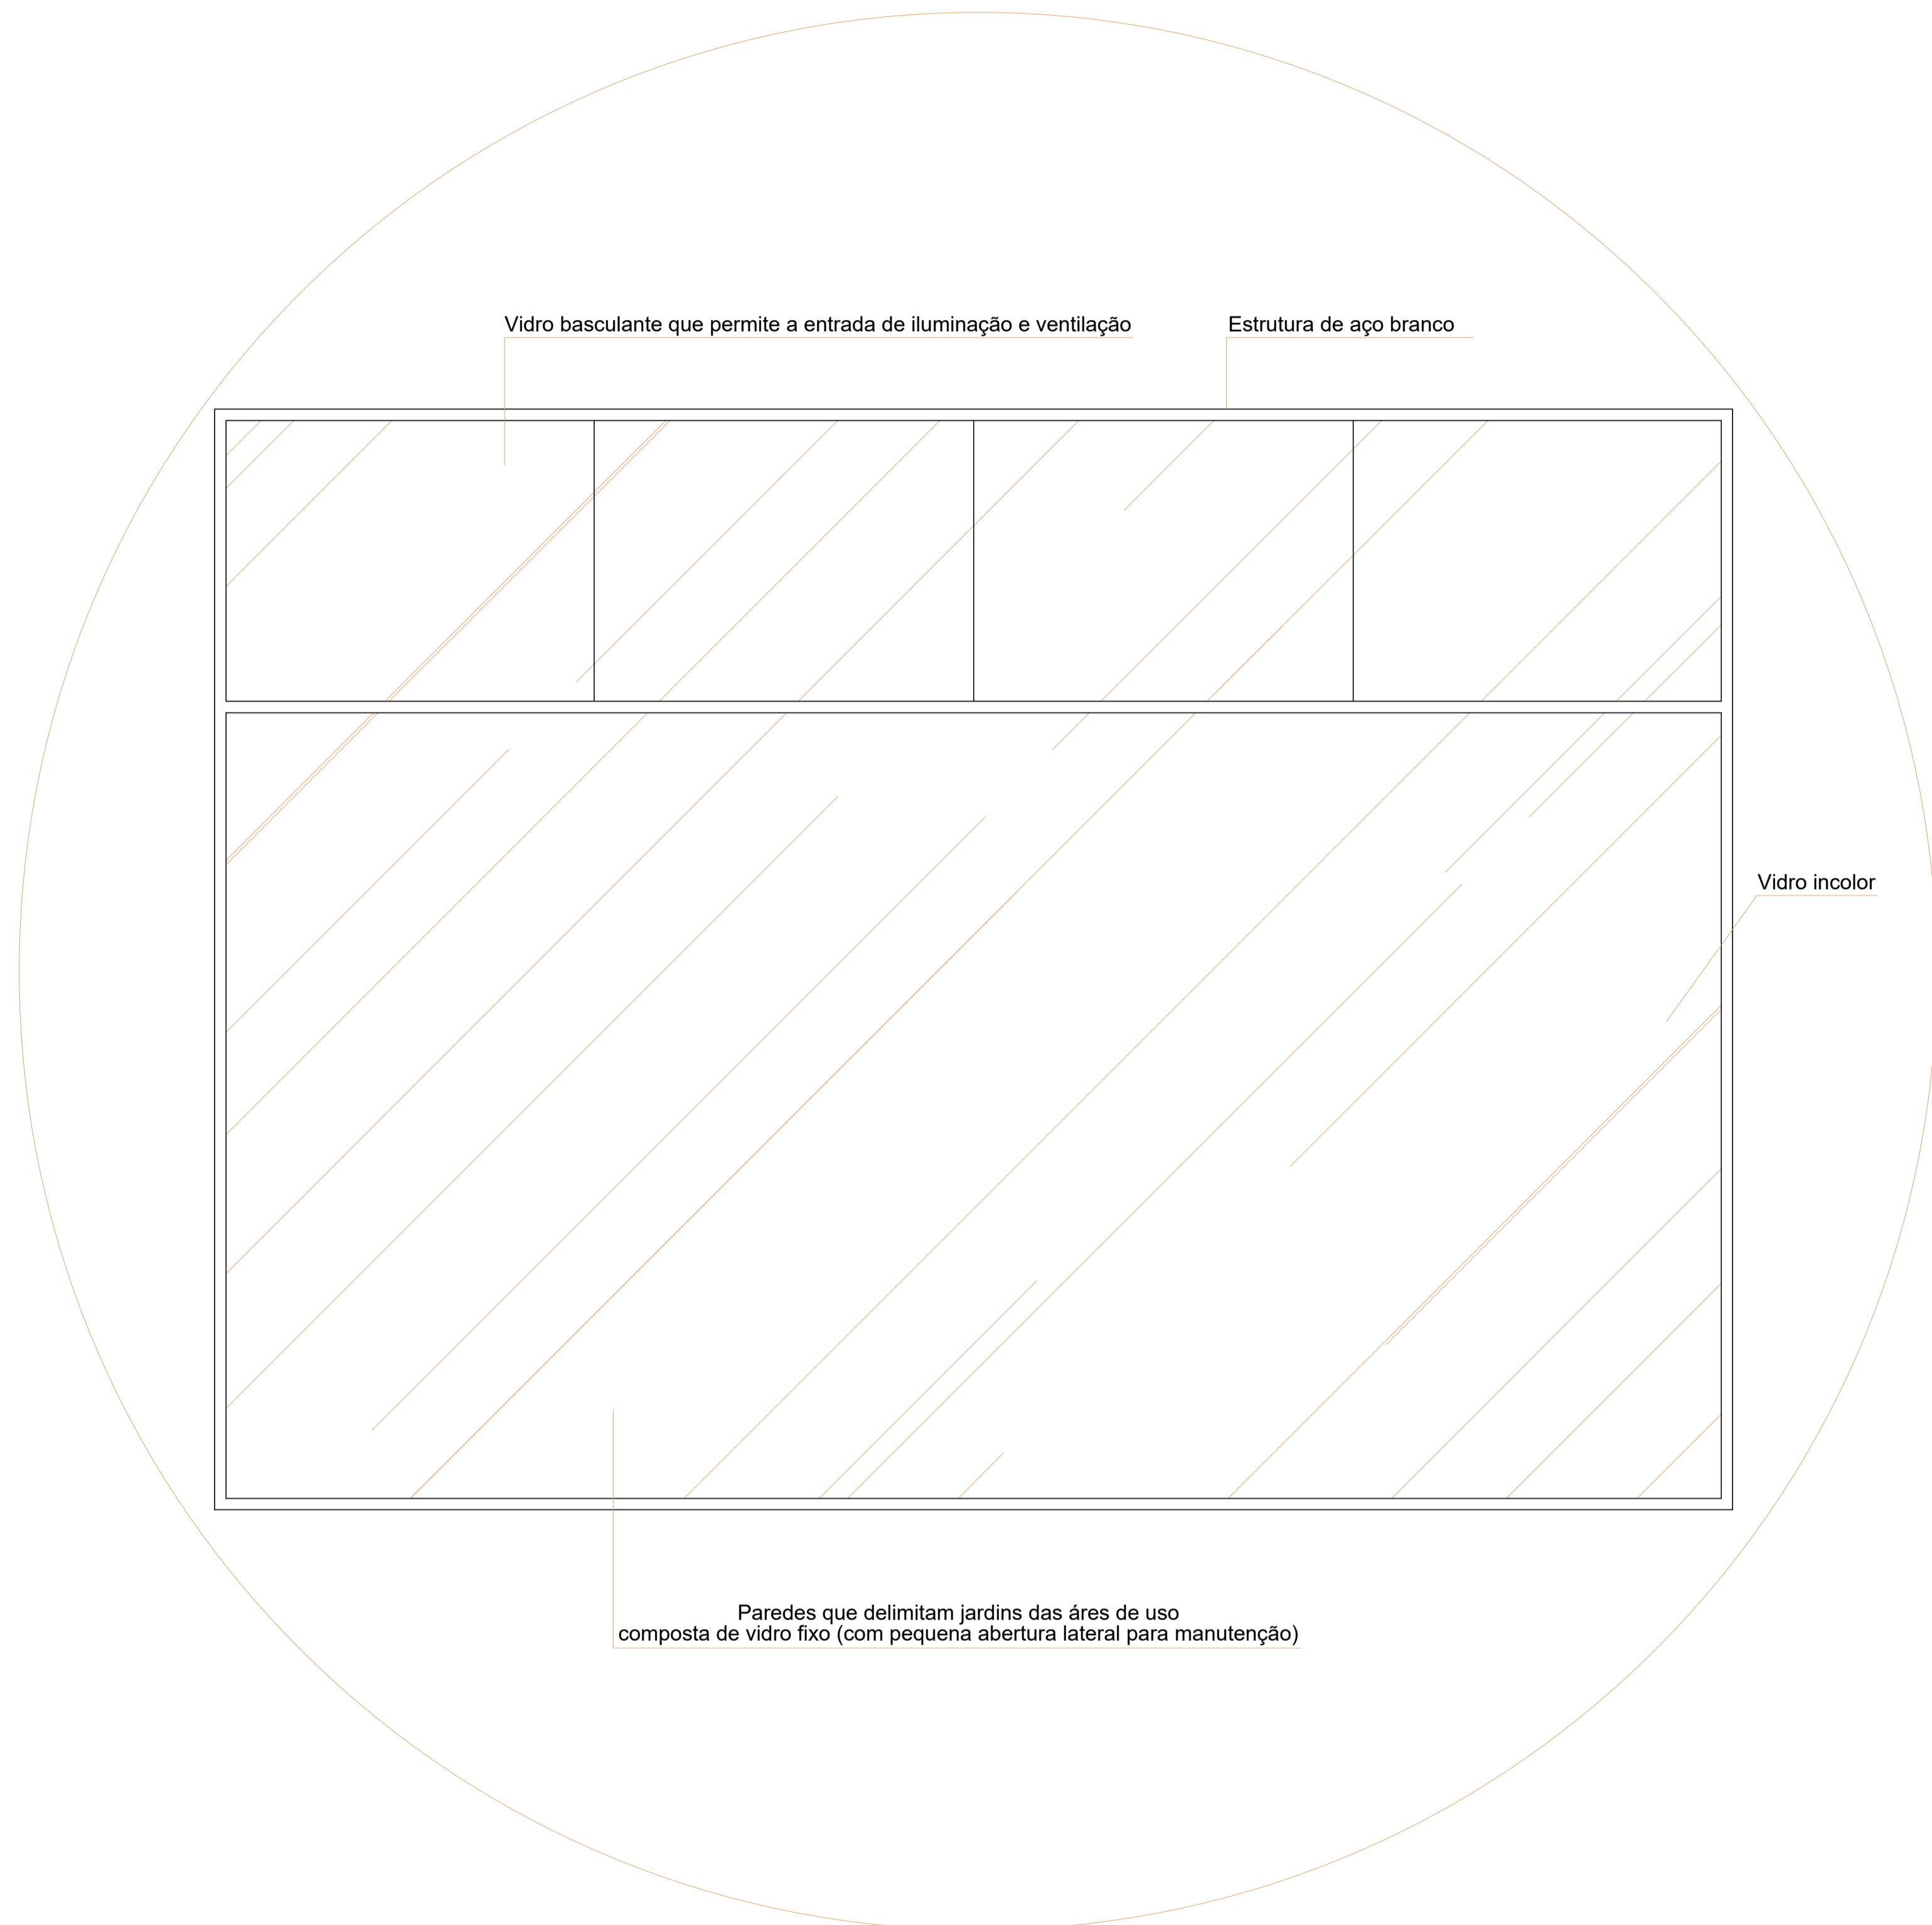 Vidro basculante que permite a entrada de iluminação e ventilação
Estrutura de aço branco
Vidro incolor
Paredes que delimitam jardins das áres de uso
composta de vidro fixo (com pequena abertura lateral para manutenção)